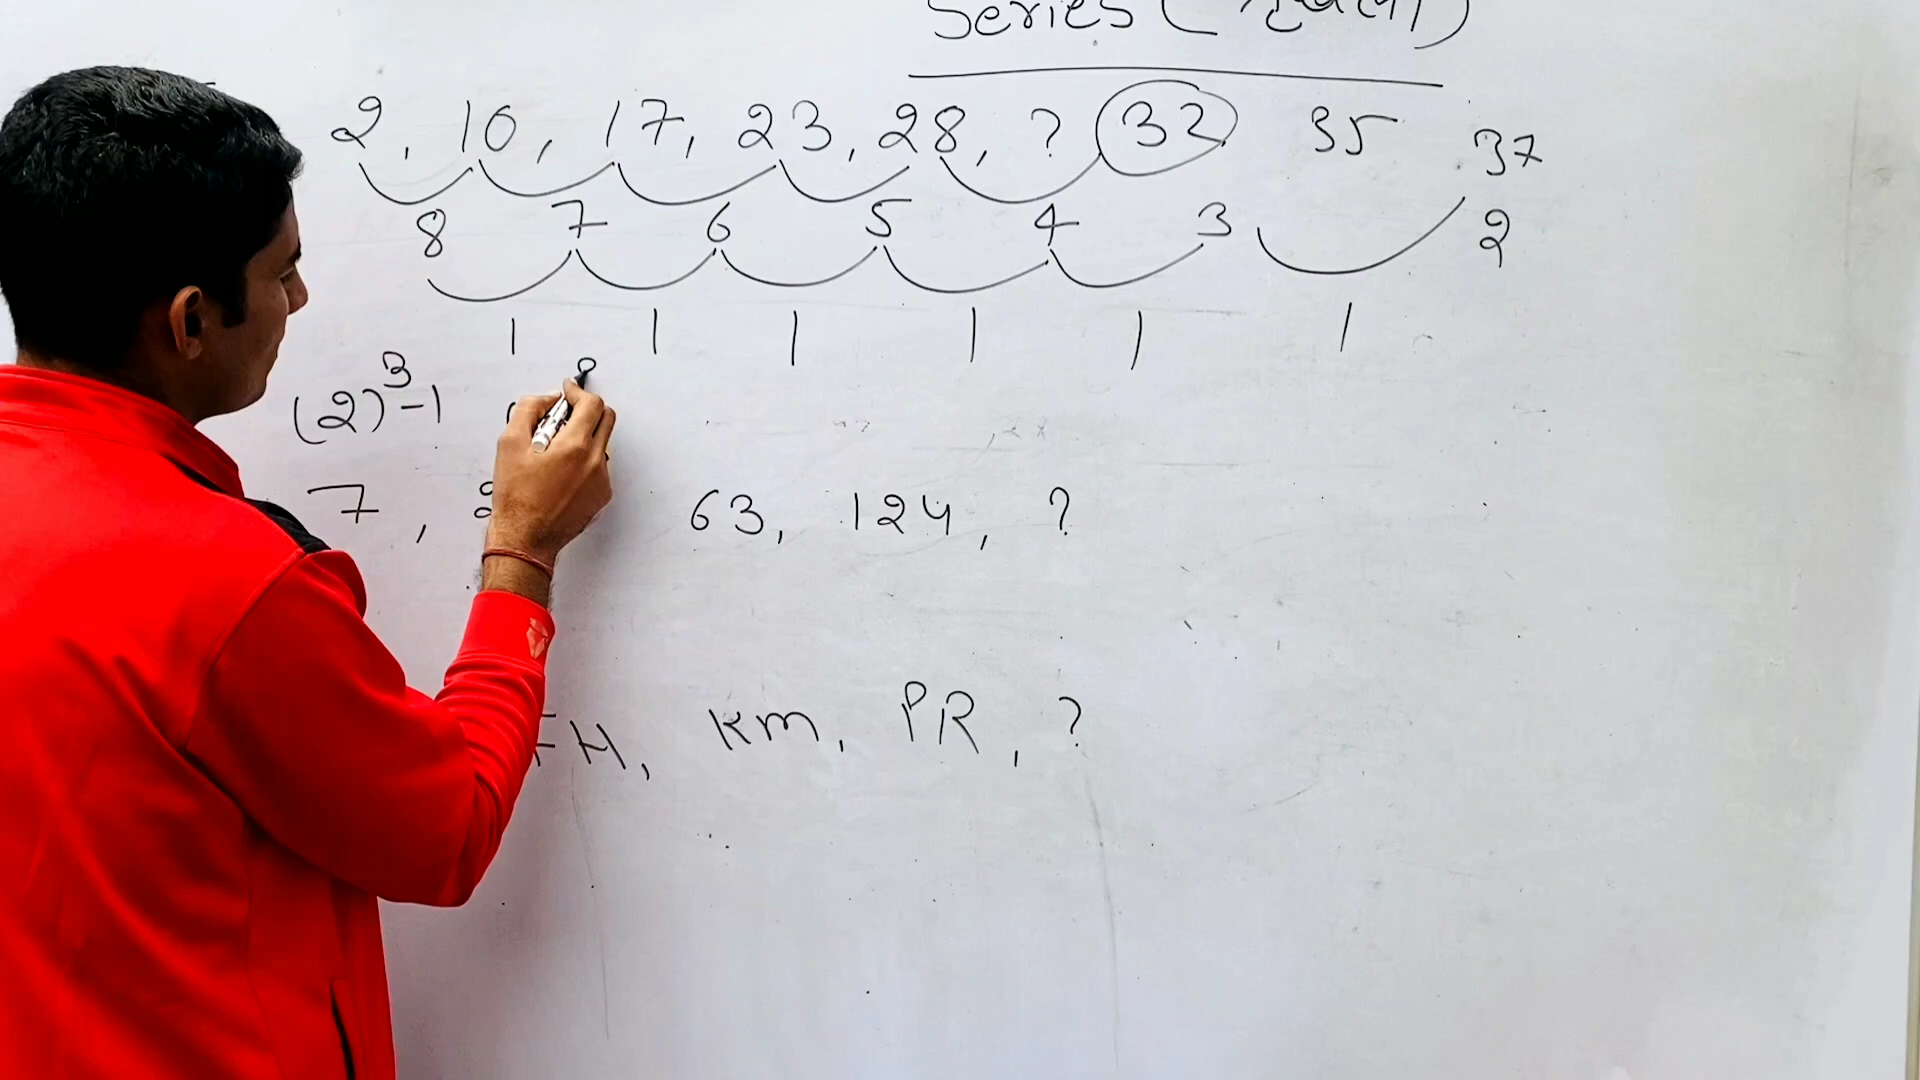 Series (शृंखला)
2, 10, 17, 23, 28, ? 32 35 37
8 7 6 5 4 3 2
1 1 1 1 1 1
(2)³-1
7, 63, 124, ?
FH, KM, PR, ?